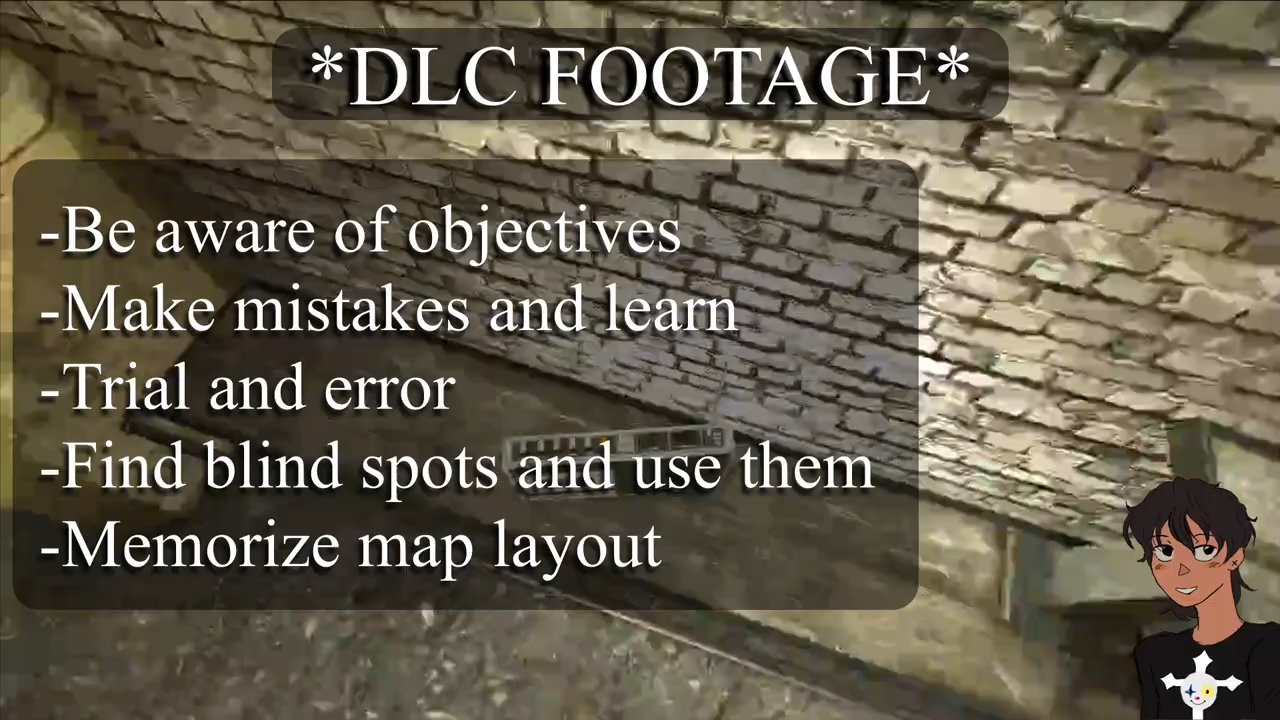 *DLC FOOTAGE*
-Be aware of objectives
-Make mistakes and learn
-Trial and error
-Find blind spots and use them
-Memorize map layout